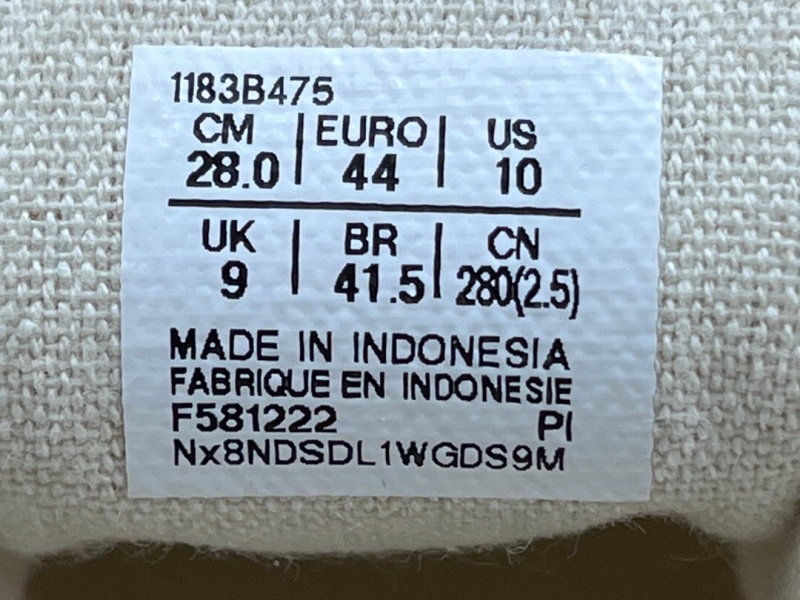 1183B475
CM | EURO | US
28.0 | 44 | 10
UK | BR | CN
9 | 41.5 | 280(2.5)
MADE IN INDONESIA
FABRIQUE EN INDONESIE
F581222 PI
Nx8NDSDL1WGDS9M